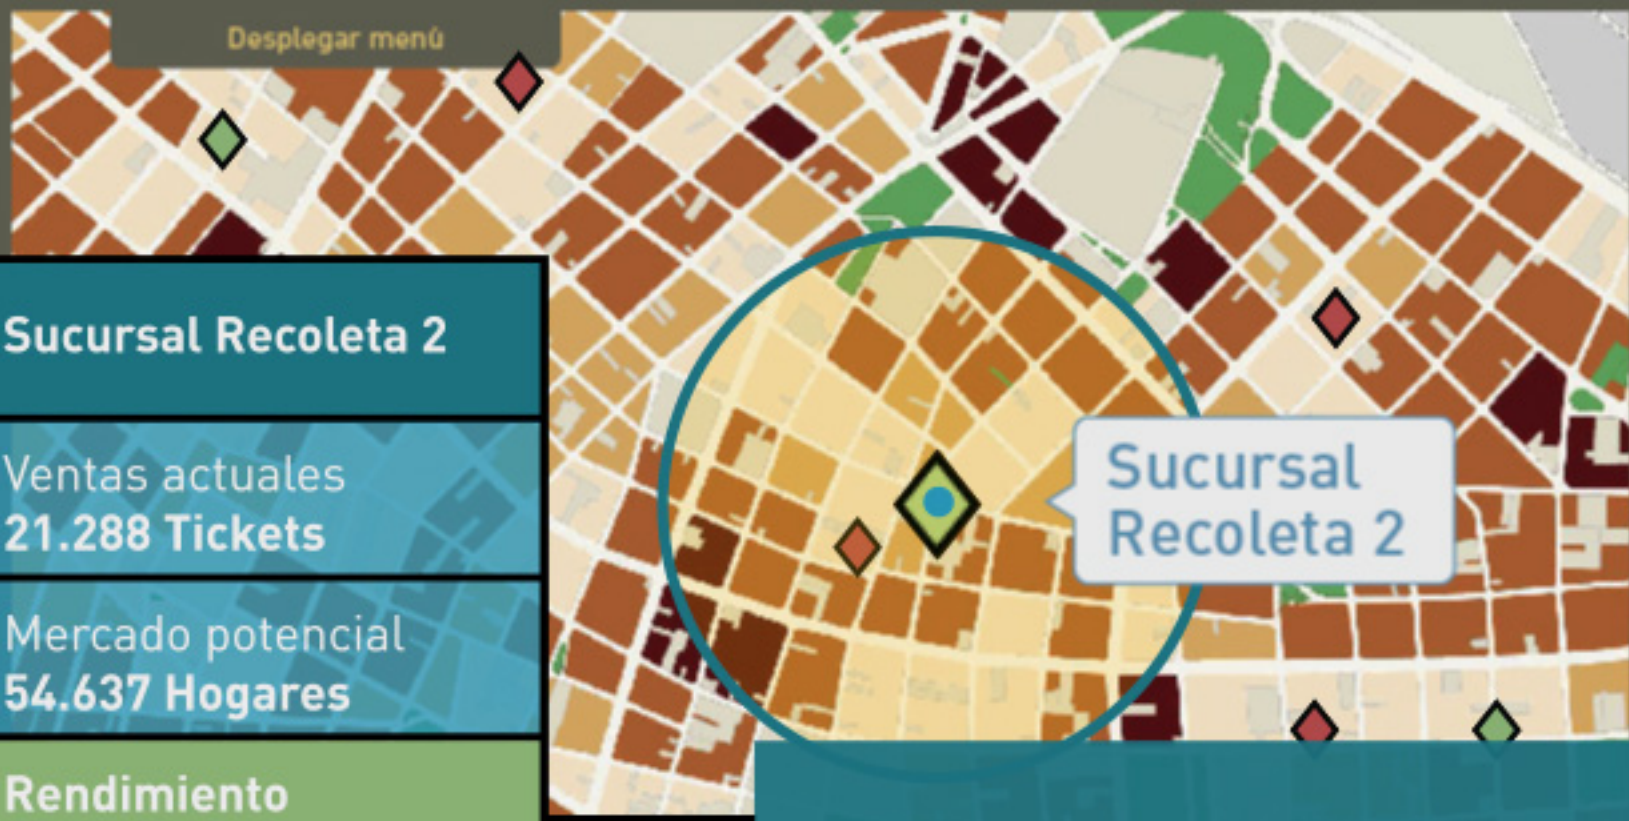 Desplegar menú
Sucursal Recoleta 2
Ventas actuales
21.288 Tickets
Mercado potencial
54.637 Hogares
Rendimiento
Sucursal
Recoleta 2